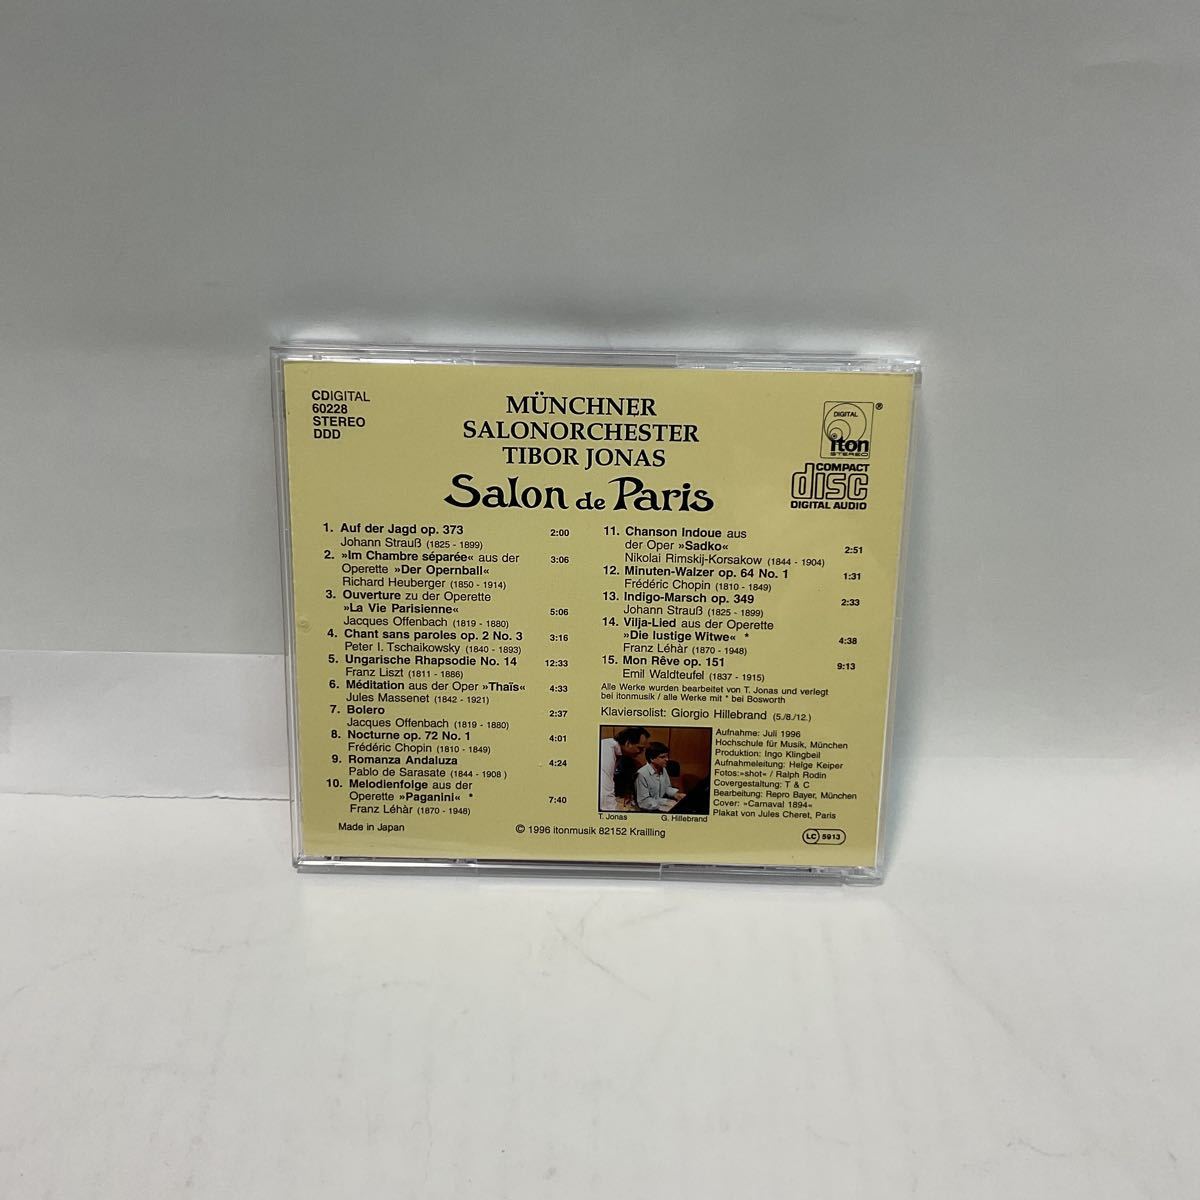 CDIGITAL
60228
STEREO
DDD
MÜNCHNER
SALONORCHESTER
TIBOR JONAS
Salon de Paris
DIGITAL
iton
STEREO
®
COMPACT
disc
DIGITAL AUDIO
1. Auf der Jagd op. 373 2:00
Johann Strauß (1825 - 1899)
2. »Im Chambre séparée« aus der 3:06
Operette »Der Opernball«
Richard Heuberger (1850 - 1914)
3. Ouverture zu der Operette
»La Vie Parisienne« 5:06
Jacques Offenbach (1819 - 1880)
4. Chant sans paroles op. 2 No. 3 3:16
Peter I. Tschaikowsky (1840 - 1893)
5. Ungarische Rhapsodie No. 14 12:33
Franz Liszt (1811 - 1886)
6. Méditation aus der Oper »Thaïs« 4:33
Jules Massenet (1842 - 1921)
7. Bolero 2:37
Jacques Offenbach (1819 - 1880)
8. Nocturne op. 72 No. 1 4:01
Frédéric Chopin (1810 - 1849)
9. Romanza Andaluza 4:24
Pablo de Sarasate (1844 - 1908 )
10. Melodienfolge aus der
Operette »Paganini« * 7:40
Franz Léhàr (1870 - 1948)
Made in Japan
11. Chanson Indoue aus
der Oper »Sadko« 2:51
Nikolai Rimskij-Korsakow (1844 - 1904)
12. Minuten-Walzer op. 64 No. 1 1:31
Frédéric Chopin (1810 - 1849)
13. Indigo-Marsch op. 349 2:33
Johann Strauß (1825 - 1899)
14. Vilja-Lied aus der Operette
»Die lustige Witwe« * 4:38
Franz Léhàr (1870 - 1948)
15. Mon Rêve op. 151 9:13
Emil Waldteufel (1837 - 1915)
Alle Werke wurden bearbeitet von T. Jonas und verlegt
bei itonmusik / alle Werke mit * bei Bosworth
Klaviersolist: Giorgio Hillebrand (5./8./12.)
Aufnahme: Juli 1996
Hochschule für Musik, München
Produktion: Ingo Klingbeil
Aufnahmeleitung: Helge Keiper
Fotos:»shot« / Ralph Rodin
Covergestaltung: T & C
Bearbeitung: Repro Bayer, München
Cover: »Carnaval 1894«
Plakat von Jules Cheret, Paris
T. Jonas G. Hillebrand
© 1996 itonmusik 82152 Krailling
LC 5913